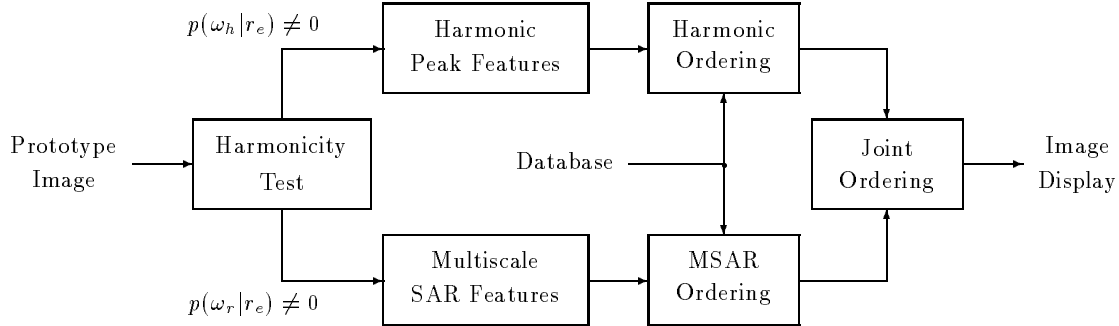 p(ω_h|r_e) ≠ 0
Harmonic
Peak Features
Harmonic
Ordering
Prototype
Image
Harmonicity
Test
Database
Joint
Ordering
Image
Display
Multiscale
SAR Features
MSAR
Ordering
p(ω_r|r_e) ≠ 0